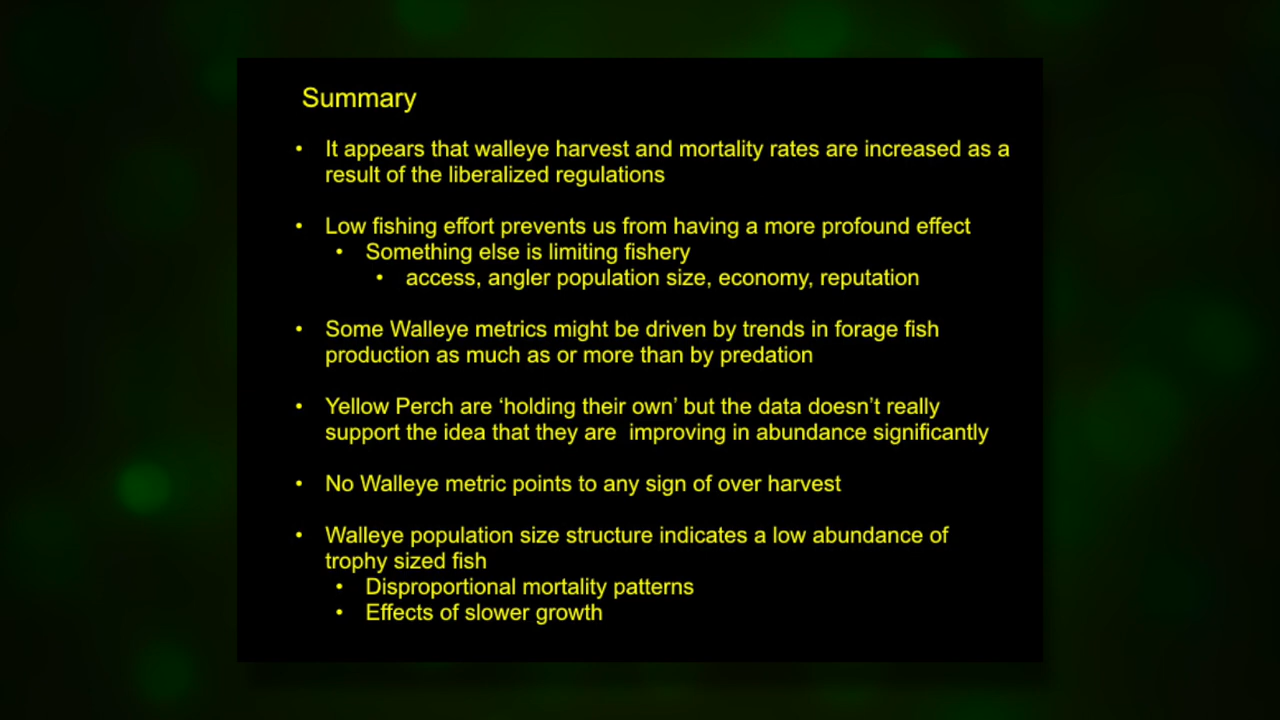 Summary
• It appears that walleye harvest and mortality rates are increased as a
result of the liberalized regulations
• Low fishing effort prevents us from having a more profound effect
• Something else is limiting fishery
• access, angler population size, economy, reputation
• Some Walleye metrics might be driven by trends in forage fish
production as much as or more than by predation
• Yellow Perch are ‘holding their own’ but the data doesn’t really
support the idea that they are  improving in abundance significantly
• No Walleye metric points to any sign of over harvest
• Walleye population size structure indicates a low abundance of
trophy sized fish
• Disproportional mortality patterns
• Effects of slower growth